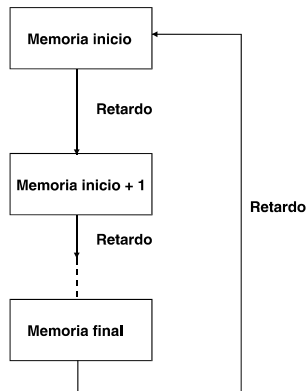 Memoria inicio
Retardo
Memoria inicio + 1
Retardo
Retardo
Memoria final